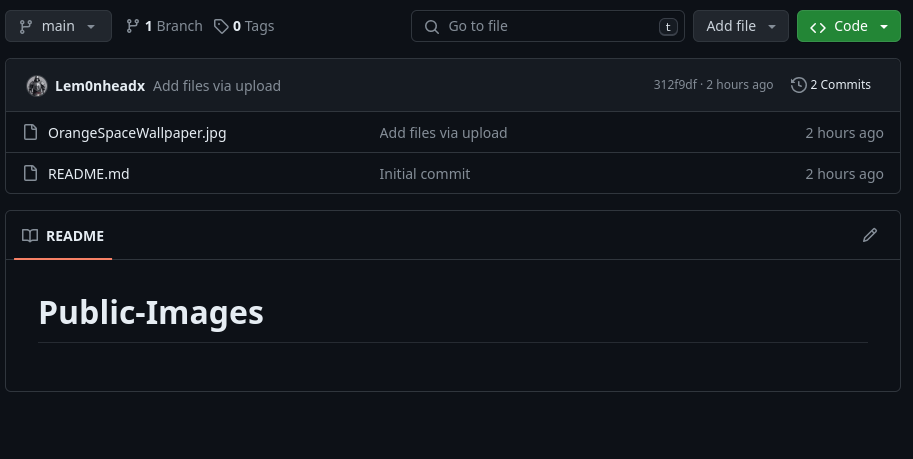 main 1 Branch 0 Tags Go to file t Add file Code
Lem0nheadx Add files via upload 312f9df · 2 hours ago 2 Commits
OrangeSpaceWallpaper.jpg Add files via upload 2 hours ago
README.md Initial commit 2 hours ago
README
Public-Images